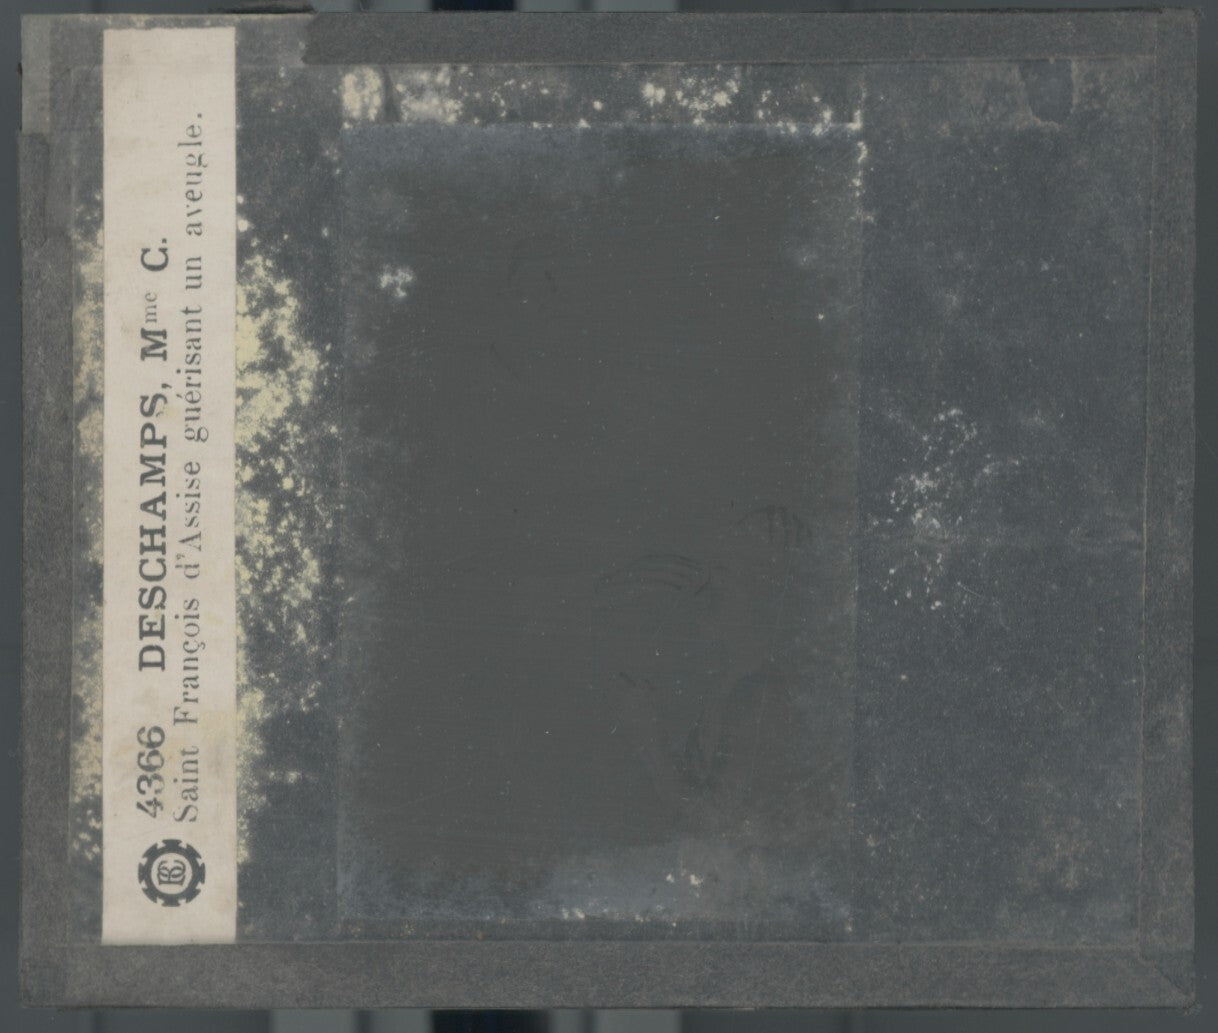 4366 DESCHAMPS, Mme C.
Saint François d'Assise guérisant un aveugle.